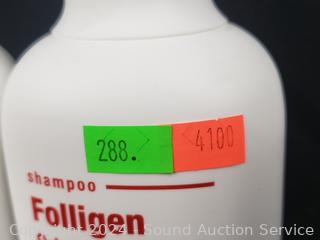 288.
4100
shampoo
Folligen
Copyright 2024 - Sound Auction Service